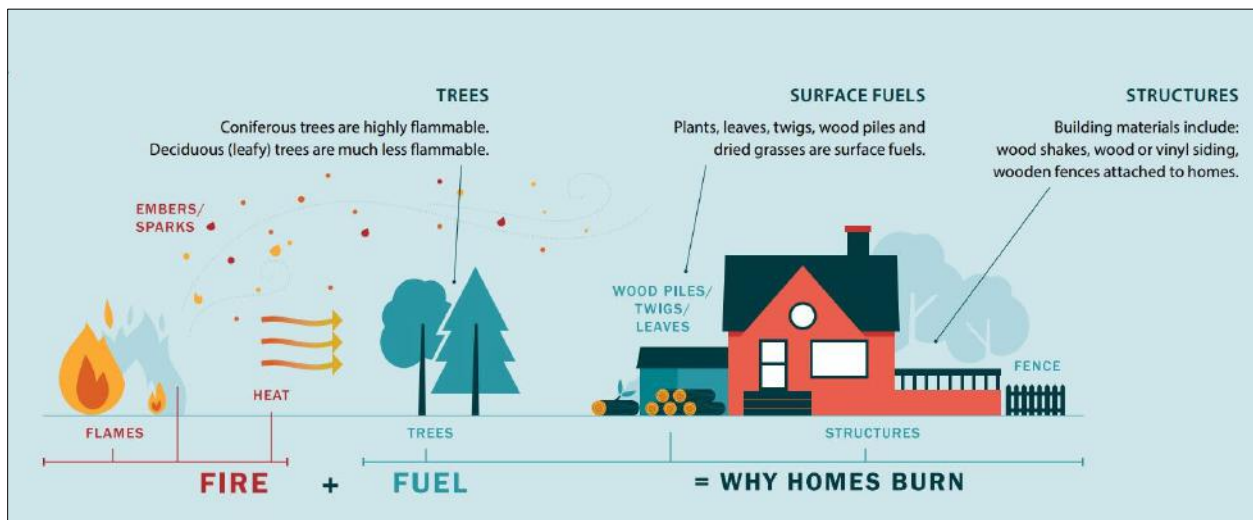 TREES
Coniferous trees are highly flammable.
Deciduous (leafy) trees are much less flammable.
SURFACE FUELS
Plants, leaves, twigs, wood piles and
dried grasses are surface fuels.
STRUCTURES
Building materials include:
wood shakes, wood or vinyl siding,
wooden fences attached to homes.
EMBERS/
SPARKS
WOOD PILES/
TWIGS/
LEAVES
FENCE
HEAT
FLAMES
TREES
STRUCTURES
FIRE + FUEL = WHY HOMES BURN